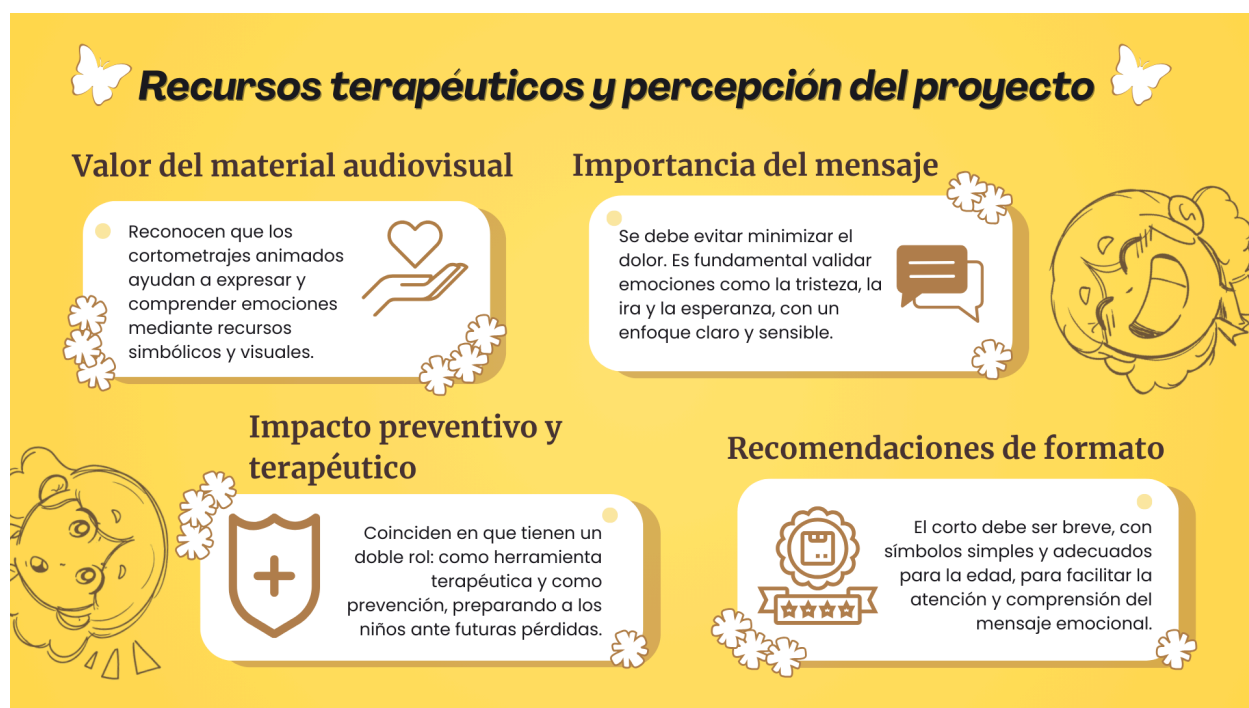 Recursos terapéuticos y percepción del proyecto
Valor del material audiovisual
Reconocen que los
cortometrajes animados
ayudan a expresar y
comprender emociones
mediante recursos
simbólicos y visuales.
Importancia del mensaje
Se debe evitar minimizar el
dolor. Es fundamental validar
emociones como la tristeza, la
ira y la esperanza, con un
enfoque claro y sensible.
Impacto preventivo y
terapéutico
Coinciden en que tienen un
doble rol: como herramienta
terapéutica y como
prevención, preparando a los
niños ante futuras pérdidas.
Recomendaciones de formato
El corto debe ser breve, con
símbolos simples y adecuados
para la edad, para facilitar la
atención y comprensión del
mensaje emocional.